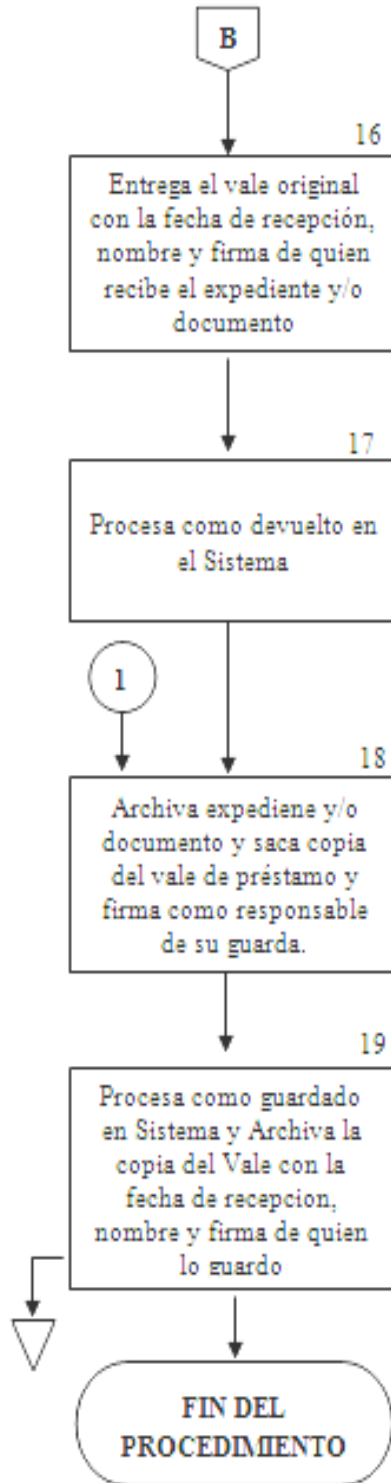 B
16
Entrega el vale original
con la fecha de recepción,
nombre y firma de quien
recibe el expediente y/o
documento
17
Procesa como devuelto en
el Sistema
1
18
Archiva expediene y/o
documento y saca copia
del vale de préstamo y
firma como responsable
de su guarda.
19
Procesa como guardado
en Sistema y Archiva la
copia del Vale con la
fecha de recepcion,
nombre y firma de quien
lo guardo
FIN DEL
PROCEDIMIENTO